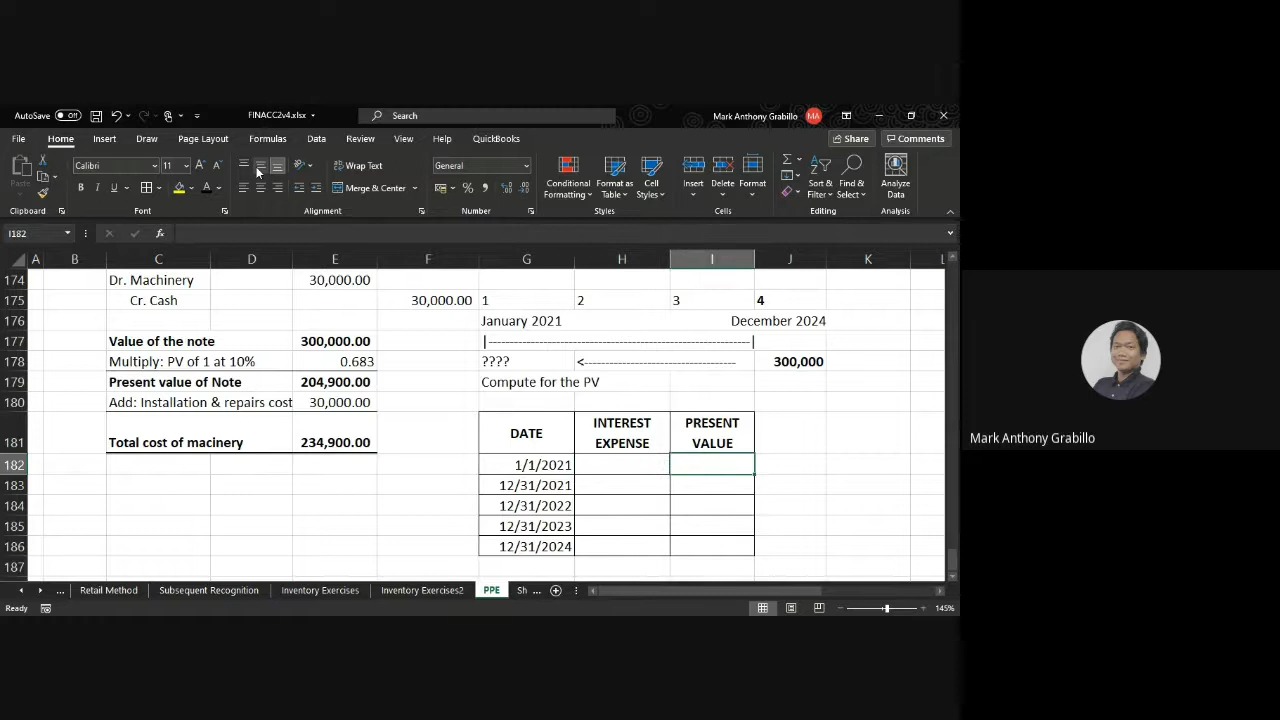 AutoSave Off FINACC2v4.xlsx Search Mark Anthony Grabillo MA
File Home Insert Draw Page Layout Formulas Data Review View Help QuickBooks Share Comments
Paste Calibri 11 Wrap Text General Conditional Formatting Format as Table Cell Styles Insert Delete Format Sort & Filter Find & Select Analyze Data
B I U A Merge & Center
Clipboard Font Alignment Number Styles Cells Editing Analysis
I182 fx
A B C D E F G H I J K L
174 Dr. Machinery 30,000.00
175 Cr. Cash 30,000.00 1 2 3 4
176 January 2021 December 2024
177 Value of the note 300,000.00 |---------------------------------------------------------------|
178 Multiply: PV of 1 at 10% 0.683 ???? <------------------------------------- 300,000
179 Present value of Note 204,900.00 Compute for the PV
180 Add: Installation & repairs cost 30,000.00
181 Total cost of macinery 234,900.00 DATE INTEREST EXPENSE PRESENT VALUE
182 1/1/2021
183 12/31/2021
184 12/31/2022
185 12/31/2023
186 12/31/2024
187
... Retail Method Subsequent Recognition Inventory Exercises Inventory Exercises2 PPE Sh ...
Ready 145%
Mark Anthony Grabillo